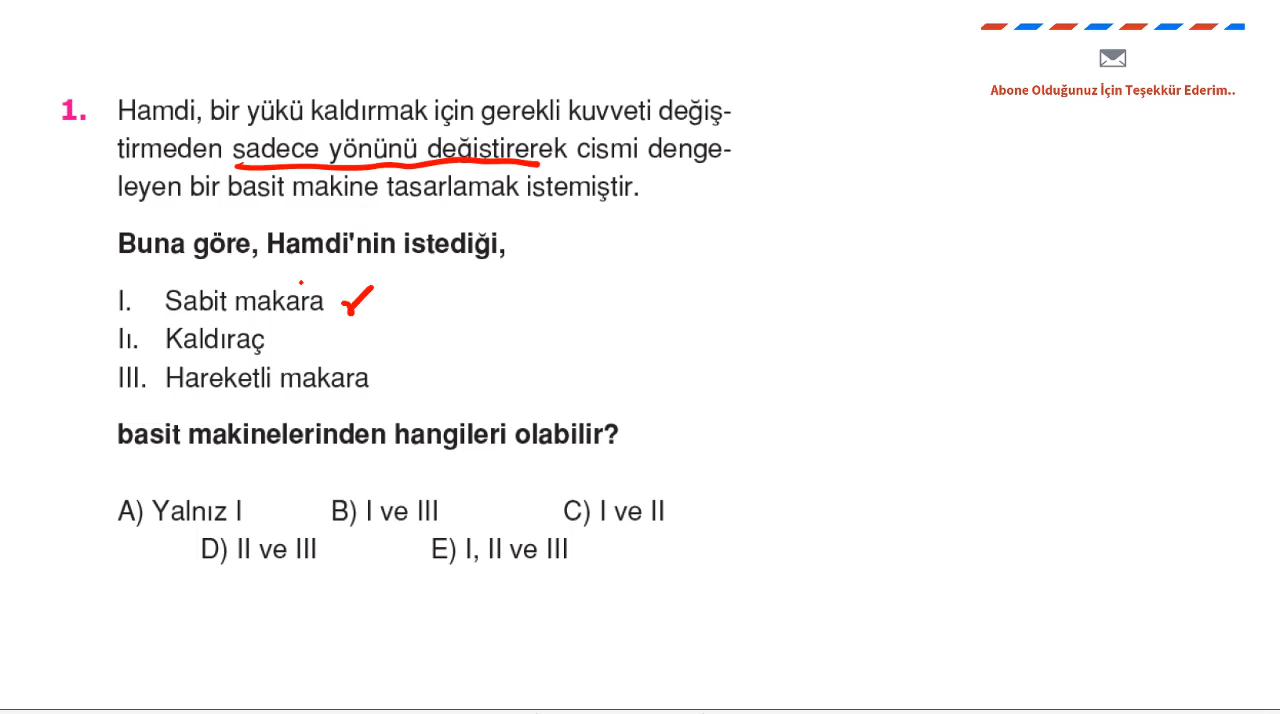 Abone Olduğunuz İçin Teşekkür Ederim..
1. Hamdi, bir yükü kaldırmak için gerekli kuvveti değiş-
tirmeden sadece yönünü değiştirerek cismi denge-
leyen bir basit makine tasarlamak istemiştir.
Buna göre, Hamdi'nin istediği,
I. Sabit makara
Iı. Kaldıraç
III. Hareketli makara
basit makinelerinden hangileri olabilir?
A) Yalnız I B) I ve III C) I ve II
D) II ve III E) I, II ve III